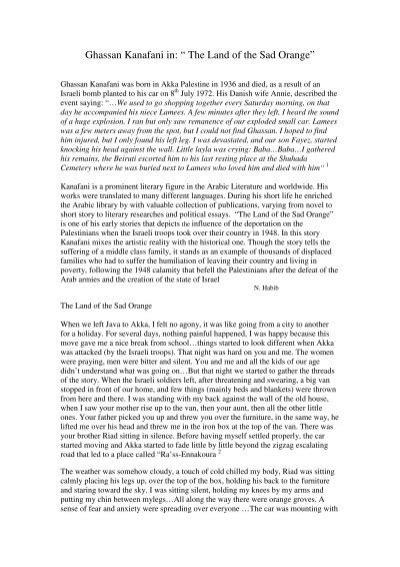 Ghassan Kanafani in: “ The Land of the Sad Orange”
Ghassan Kanafani was born in Akka Palestine in 1936 and died, as a result of an
Israeli bomb planted to his car on 8th July 1972. His Danish wife Annie, described the
event saying: “…We used to go shopping together every Saturday morning, on that
day he accompanied his niece Lamees. A few minutes after they left, I heard the sound
of a huge explosion. I ran but only saw remanence of our exploded small car. Lamees
was a few meters away from the spot, but I could not find Ghassan. I hoped to find
him injured, but I only found his left leg. I was devastated, and our son Fayez, started
knocking his head against the wall. Little layla was crying: Baba…Baba…I gathered
his remains, the Beiruti escorted him to his last resting place at the Shuhada
Cemetery where he was buried next to Lamees who loved him and died with him” 1
Kanafani is a prominent literary figure in the Arabic Literature and worldwide. His
works were translated to many different languages. During his short life he enriched
the Arabic library by with valuable collection of publications, varying from novel to
short story to literary researches and political essays.  “The Land of the Sad Orange”
is one of his early stories that depicts the influence of the deportation on the
Palestinians when the Israeli troops took over their country in 1948. In this story
Kanafani mixes the artistic reality with the historical one. Though the story tells the
suffering of a middle class family, it stands as an example of thousands of displaced
families who had to suffer the humiliation of leaving their country and living in
poverty, following the 1948 calamity that befell the Palestinians after the defeat of the
Arab armies and the creation of the state of Israel
N. Habib
The Land of the Sad Orange
When we left Java to Akka, I felt no agony, it was like going from a city to another
for a holiday. For several days, nothing painful happened, I was happy because this
move gave me a nice break from school…things started to look different when Akka
was attacked (by the Israeli troops). That night was hard on you and me. The women
were praying, men were bitter and silent. You and me and all the kids of our age
didn’t understand what was going on…But that night we started to gather the threads
of the story. When the Israeli soldiers left, after threatening and swearing, a big van
stopped in front of our home, and few things (mainly beds and blankets) were thrown
from here and there. I was standing with my back against the wall of the old house,
when I saw your mother rise up to the van, then your aunt, then all the other little
ones. Your father picked you up and threw you over the furniture, in the same way, he
lifted me over his head and threw me in the iron box at the top of the van. There was
your brother Riad sitting in silence. Before having myself settled properly, the car
started moving and Akka started to fade little by little beyond the zigzag escalating
road that led to a place called “Ra’ss-Ennakoura 2
The weather was somehow cloudy, a touch of cold chilled my body, Riad was sitting
calmly placing his legs up, over the top of the box, holding his back to the furniture
and staring toward the sky. I was sitting silent, holding my knees by my arms and
putting my chin between mylegs…All along the way there were orange groves. A
sense of fear and anxiety were spreading over everyone …The car was mounting with